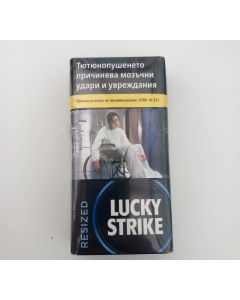 Тютюнопушенето
причинява мозъчни
удари и увреждания
RESIZED
LUCKY
STRIKE